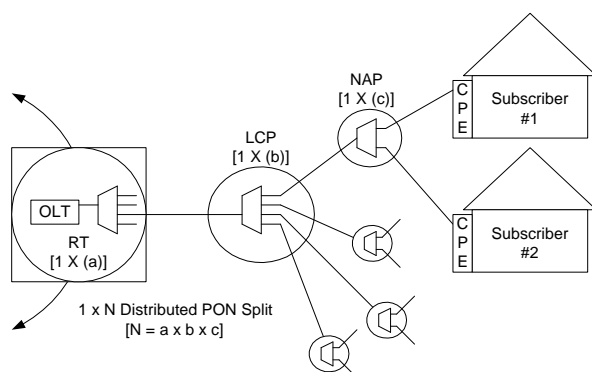 NAP
[1 X (c)]
C
P
E
Subscriber
#1
LCP
[1 X (b)]
OLT
RT
[1 X (a)]
C
P
E
Subscriber
#2
1 x N Distributed PON Split
[N = a x b x c]